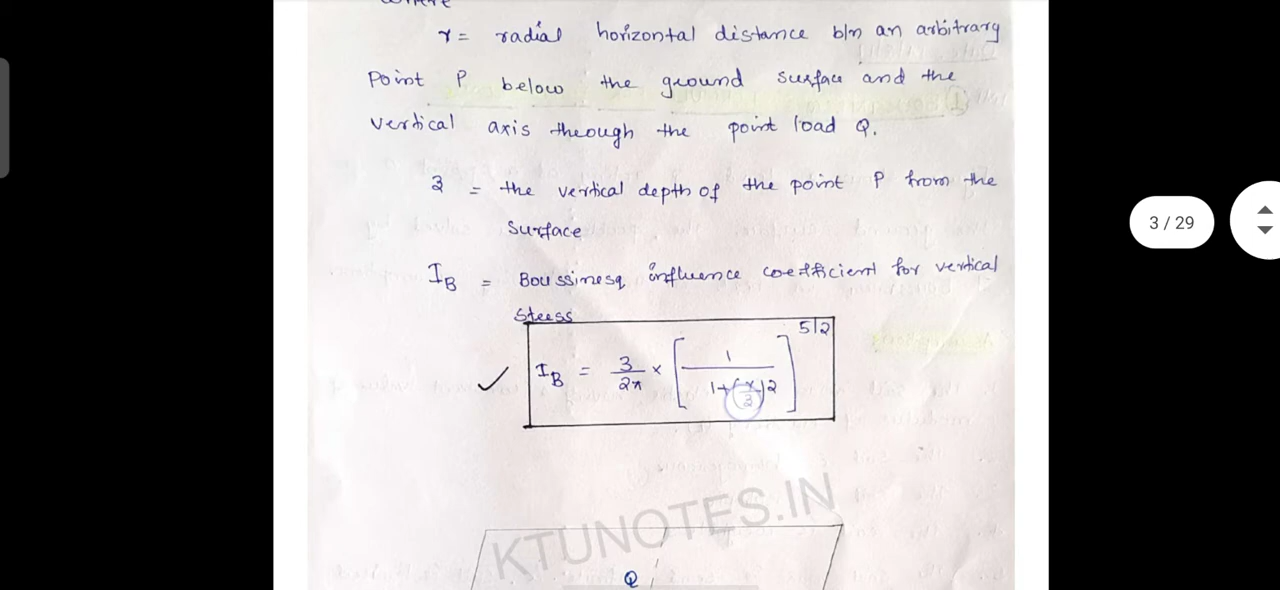 where
r = radial horizontal distance b/n an arbitrary
Point P below the ground surface and the
vertical axis through the point load Q.
3 / 29
z = the vertical depth of the point P from the
surface
I_B = Boussinesq influence coefficient for vertical
stress
I_B = 3/2π × [1/(1+(r/z)2)]^5/2
KTUNOTES.IN
Q